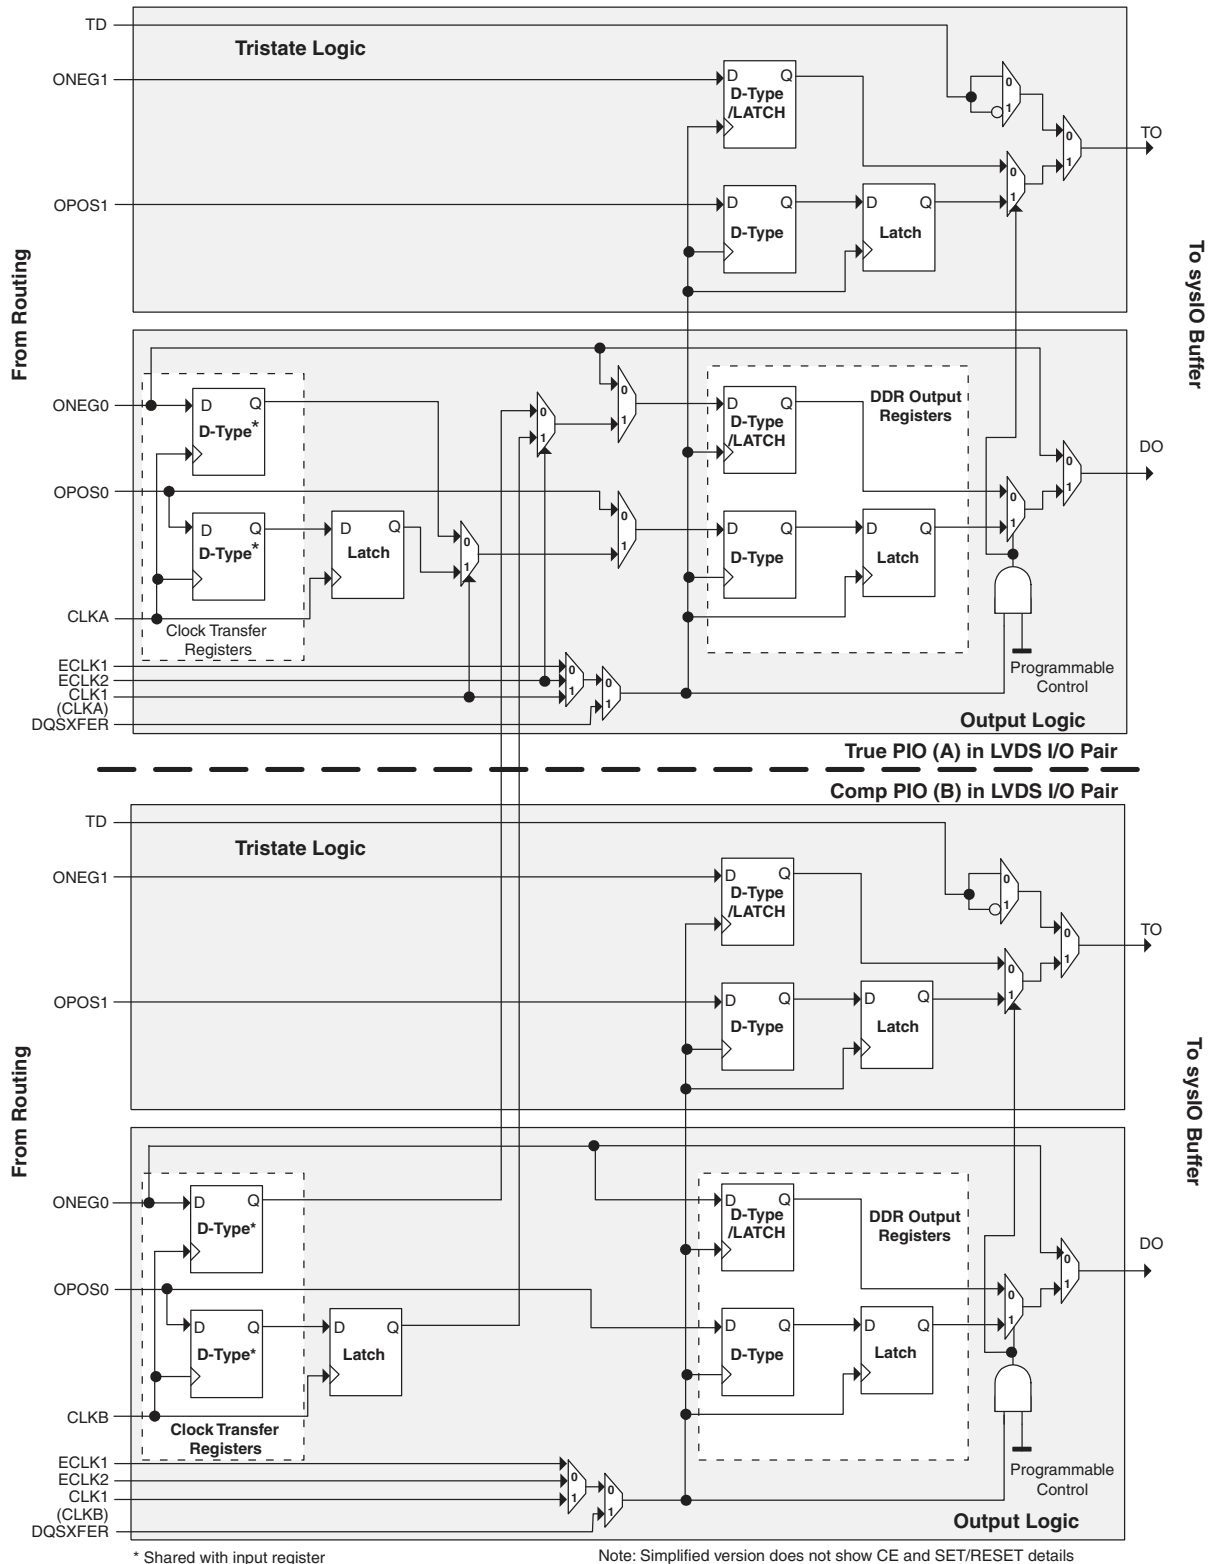 TD
Tristate Logic
ONEG1
D Q
D-Type
/LATCH
0
1
0
1
TO
0
1
OPOS1
D Q
D-Type
D Q
Latch
From Routing
To sysIO Buffer
ONEG0
D Q
D-Type*
0
1
D Q
D-Type
/LATCH
DDR Output
Registers
0
1
DO
OPOS0
D Q
D-Type*
D Q
Latch
0
1
0
1
D Q
D-Type
D Q
Latch
0
1
CLKA
Clock Transfer
Registers
ECLK1
ECLK2
CLK1
(CLKA)
DQSXFER
0
1
0
1
Programmable
Control
Output Logic
True PIO (A) in LVDS I/O Pair
Comp PIO (B) in LVDS I/O Pair
TD
Tristate Logic
ONEG1
D Q
D-Type
/LATCH
0
1
0
1
TO
0
1
OPOS1
D Q
D-Type
D Q
Latch
From Routing
To sysIO Buffer
ONEG0
D Q
D-Type*
D Q
D-Type
/LATCH
DDR Output
Registers
0
1
DO
OPOS0
D Q
D-Type*
D Q
Latch
D Q
D-Type
D Q
Latch
0
1
CLKB
Clock Transfer
Registers
ECLK1
ECLK2
CLK1
(CLKB)
DQSXFER
0
1
0
1
Programmable
Control
Output Logic
* Shared with input register
Note: Simplified version does not show CE and SET/RESET details